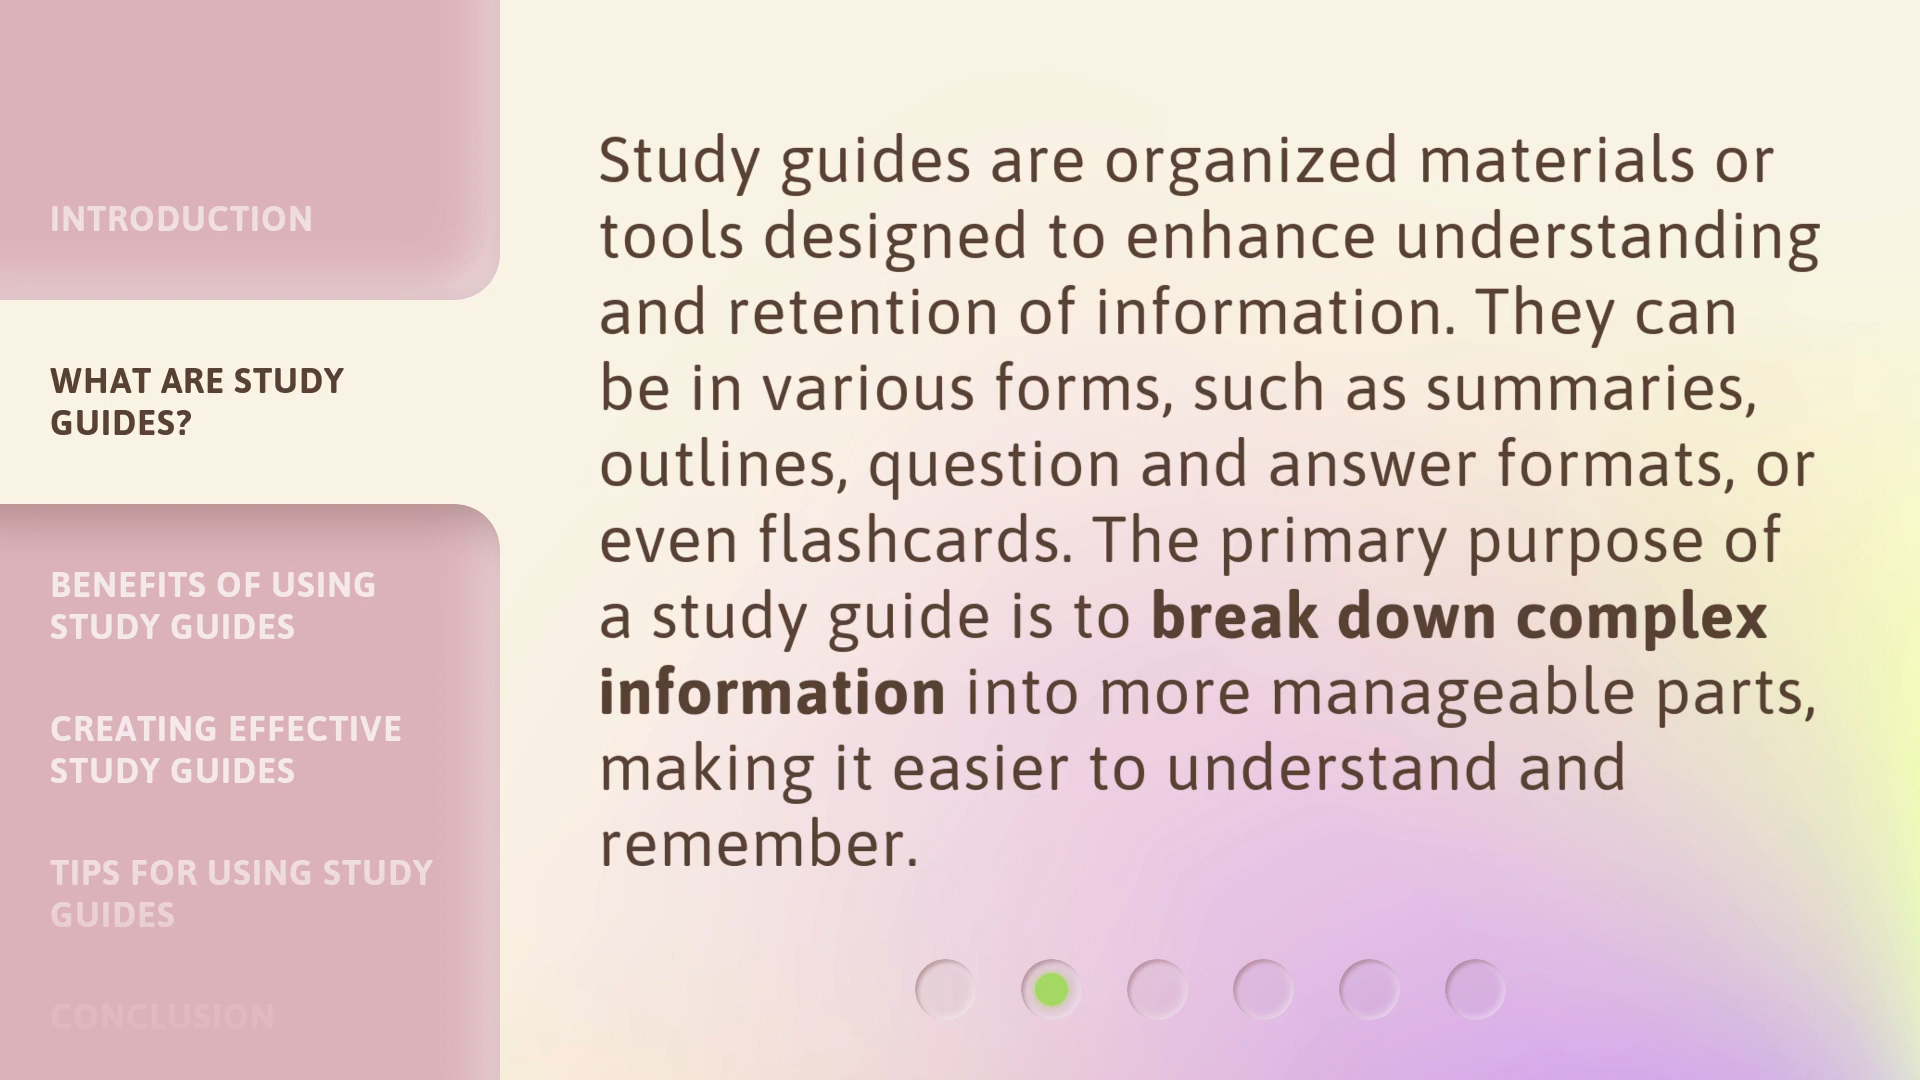 INTRODUCTION
WHAT ARE STUDY
GUIDES?
BENEFITS OF USING
STUDY GUIDES
CREATING EFFECTIVE
STUDY GUIDES
TIPS FOR USING STUDY
GUIDES
CONCLUSION
Study guides are organized materials or
tools designed to enhance understanding
and retention of information. They can
be in various forms, such as summaries,
outlines, question and answer formats, or
even flashcards. The primary purpose of
a study guide is to break down complex
information into more manageable parts,
making it easier to understand and
remember.